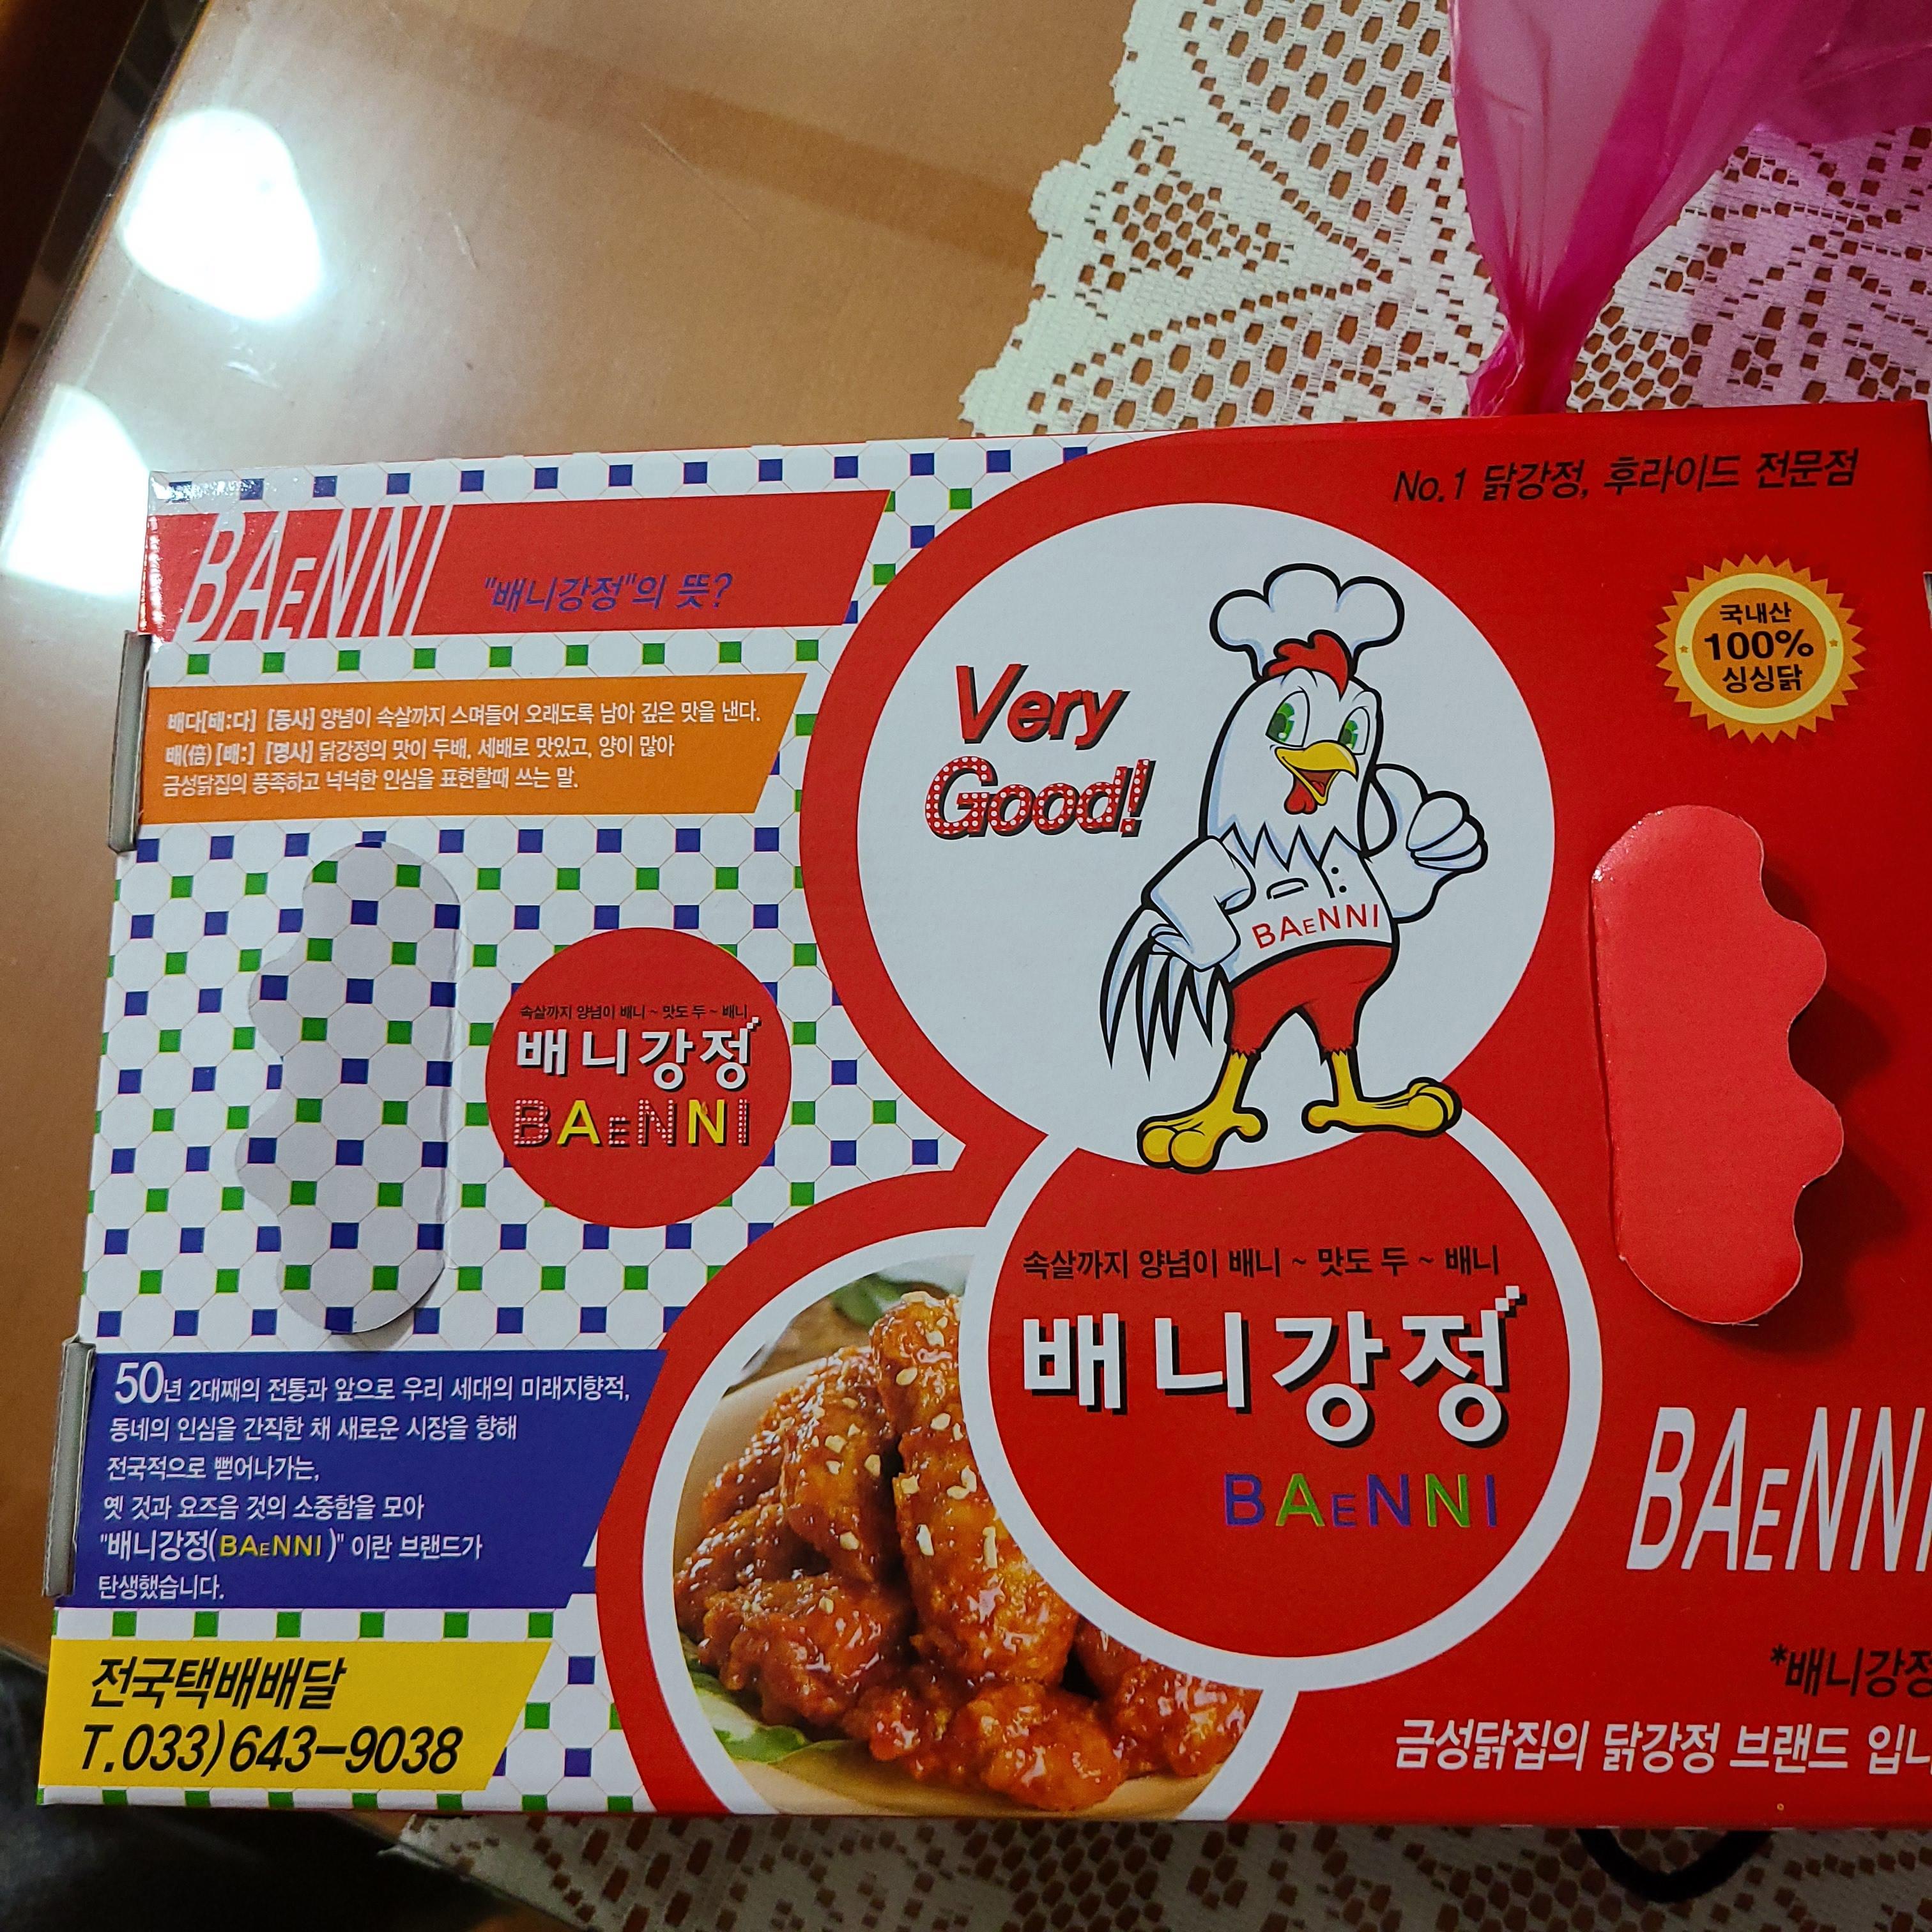 BAENNI
"배니강정"의 뜻?
배다[배:다] [동사] 양념이 속살까지 스며들어 오래도록 남아 깊은 맛을 낸다.
배(倍) [배:] [명사] 닭강정의 맛이 두배, 세배로 맛있고, 양이 많아
금성닭집의 풍족하고 넉넉한 인심을 표현할때 쓰는 말.
속살까지 양념이 배니 ~ 맛도 두 ~ 배니
배니강정
BAENNI
50년 2대째의 전통과 앞으로 우리 세대의 미래지향적,
동네의 인심을 간직한 채 새로운 시장을 향해
전국적으로 뻗어나가는,
옛 것과 요즈음 것의 소중함을 모아
"배니강정(BAENNI)" 이란 브랜드가
탄생했습니다.
전국택배배달
T.033)643-9038
No.1 닭강정, 후라이드 전문점
Very
Good!
BAENNI
국내산
100%
싱싱닭
속살까지 양념이 배니 ~ 맛도 두 ~ 배니
배니강정
BAENNI
BAENNI
*배니강정
금성닭집의 닭강정 브랜드 입니